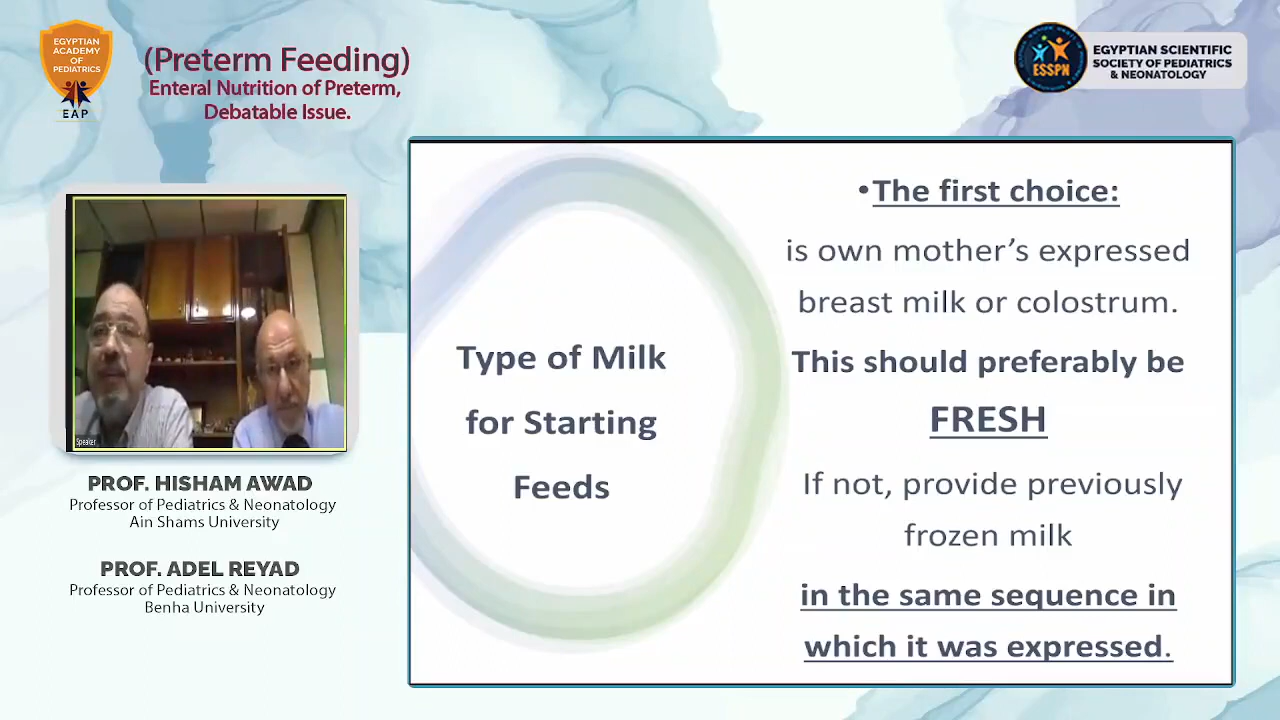 EGYPTIAN
ACADEMY
OF
PEDIATRICS
EAP
(Preterm Feeding)
Enteral Nutrition of Preterm,
Debatable Issue.
ESSPN
EGYPTIAN SCIENTIFIC
SOCIETY OF PEDIATRICS
& NEONATOLOGY
Speaker
PROF. HISHAM AWAD
Professor of Pediatrics & Neonatology
Ain Shams University
PROF. ADEL REYAD
Professor of Pediatrics & Neonatology
Benha University
Type of Milk
for Starting
Feeds
•The first choice:
is own mother’s expressed
breast milk or colostrum.
This should preferably be
FRESH
If not, provide previously
frozen milk
in the same sequence in
which it was expressed.